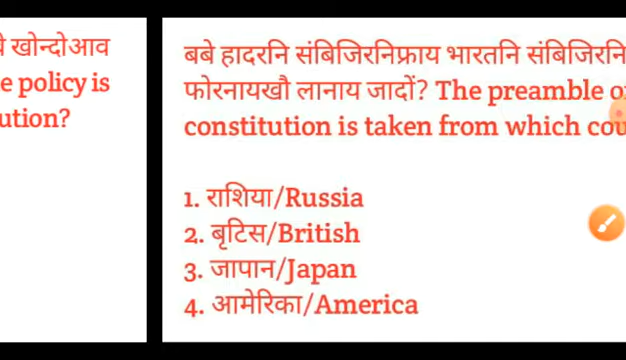 खोन्दोआव
policy is
ution?
बबे हादरनि संबिजिरनिफ्राय भारतनि संबिजिरनि
फोरनायखौ लानाय जादों? The preamble o
constitution is taken from which cou
1. राशिया/Russia
2. बृटिस/British
3. जापान/Japan
4. आमेरिका/America